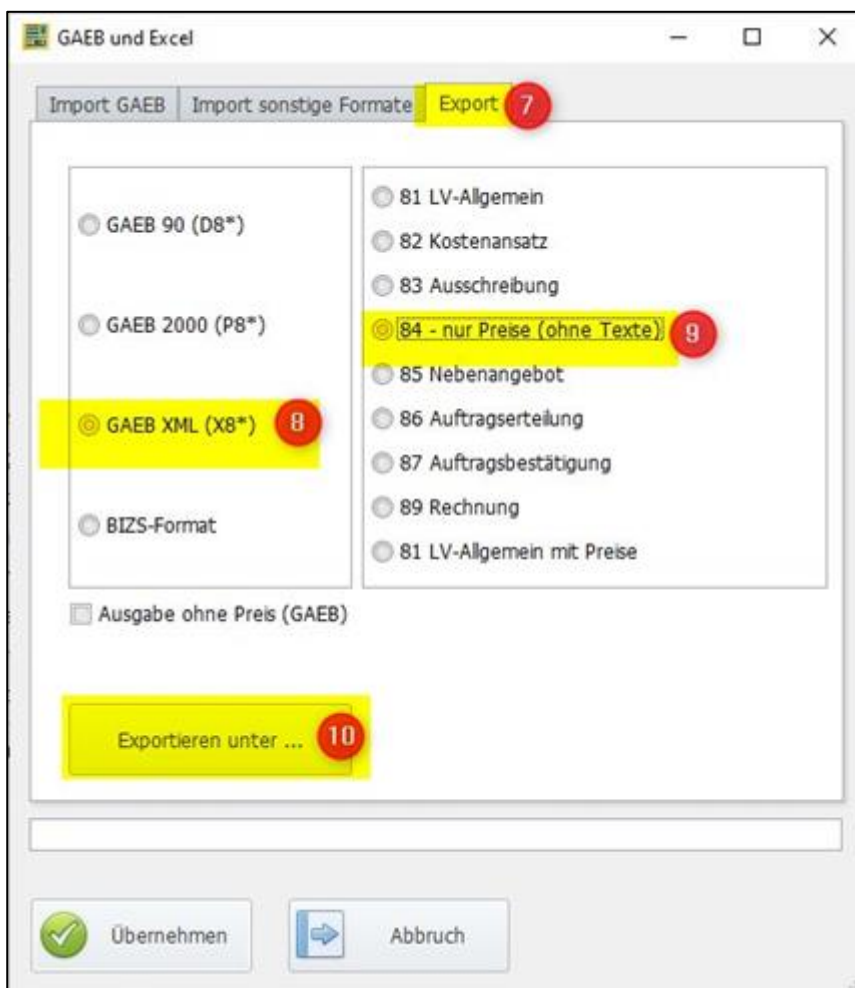 GAEB und Excel
Import GAEB Import sonstige Formate Export 7
GAEB 90 (D8*)
GAEB 2000 (P8*)
GAEB XML (X8*) 8
BIZS-Format
81 LV-Allgemein
82 Kostenansatz
83 Ausschreibung
84 - nur Preise (ohne Texte) 9
85 Nebenangebot
86 Auftragserteilung
87 Auftragsbestätigung
89 Rechnung
81 LV-Allgemein mit Preise
Ausgabe ohne Preis (GAEB)
Exportieren unter ... 10
Übernehmen Abbruch